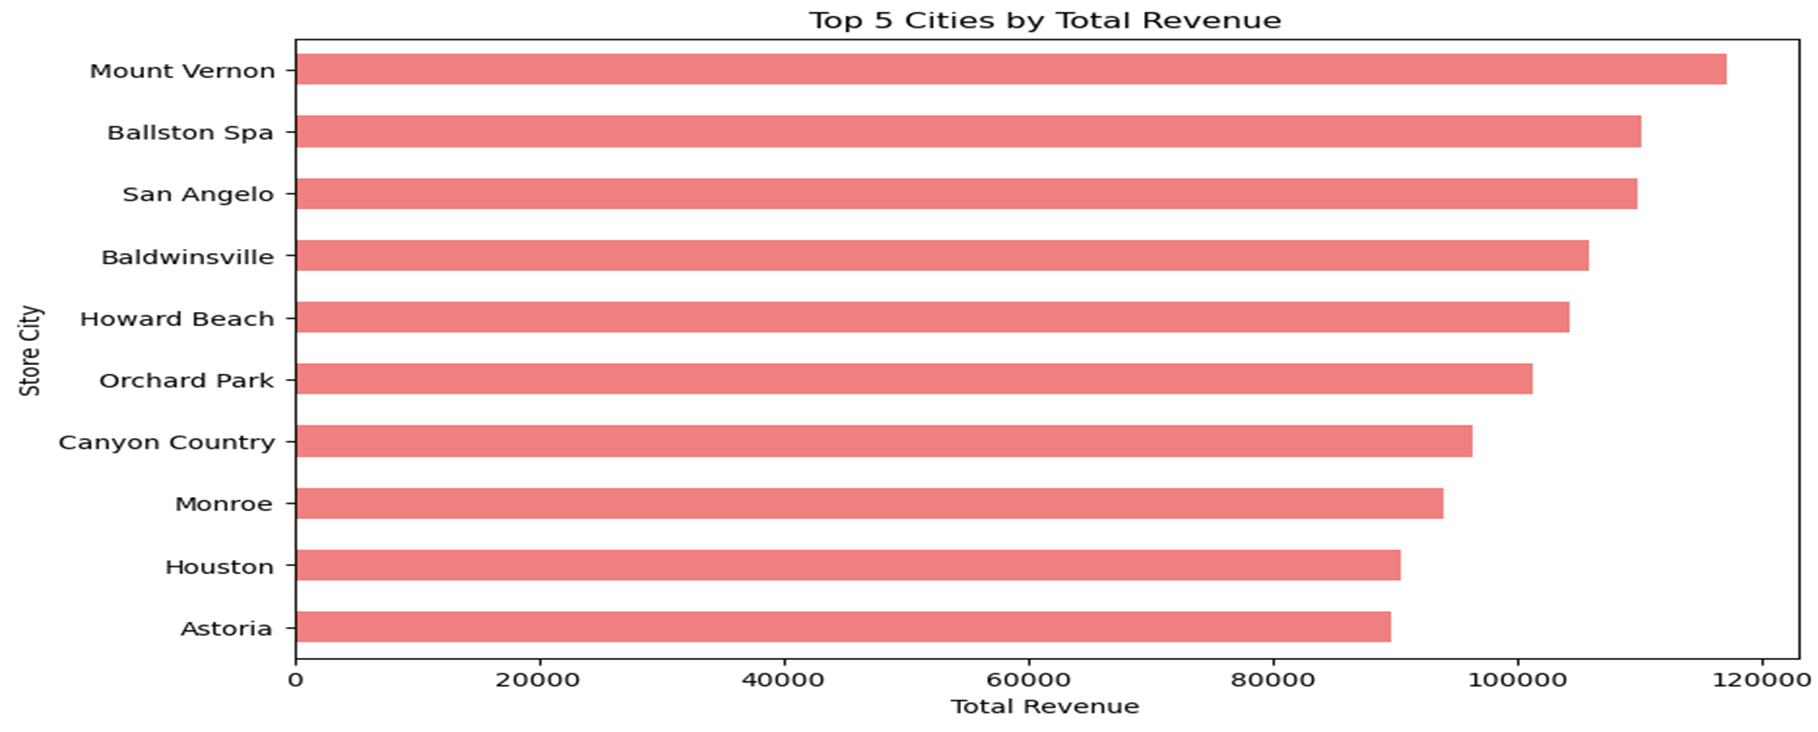 Top 5 Cities by Total Revenue
Mount Vernon
Ballston Spa
San Angelo
Baldwinsville
Howard Beach
Orchard Park
Canyon Country
Monroe
Houston
Astoria
Store City
0 20000 40000 60000 80000 100000 120000
Total Revenue